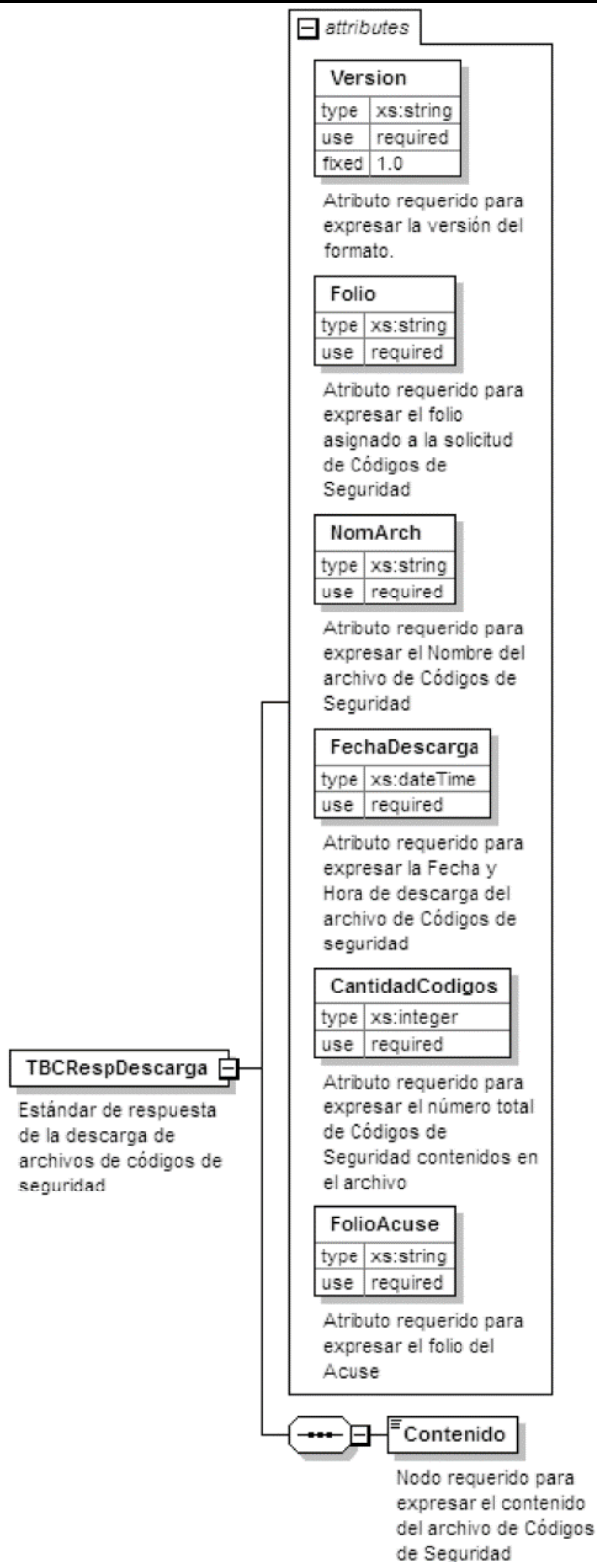 attributes
Version
type xs:string
use required
fixed 1.0
Atributo requerido para
expresar la versión del
formato.
Folio
type xs:string
use required
Atributo requerido para
expresar el folio
asignado a la solicitud
de Códigos de
Seguridad
NomArch
type xs:string
use required
Atributo requerido para
expresar el Nombre del
archivo de Códigos de
Seguridad
FechaDescarga
type xs:dateTime
use required
Atributo requerido para
expresar la Fecha y
Hora de descarga del
archivo de Códigos de
seguridad
CantidadCodigos
type xs:integer
use required
Atributo requerido para
expresar el número total
de Códigos de
Seguridad contenidos en
el archivo
TBCRespDescarga
Estándar de respuesta
de la descarga de
archivos de códigos de
seguridad
FolioAcuse
type xs:string
use required
Atributo requerido para
expresar el folio del
Acuse
Contenido
Nodo requerido para
expresar el contenido
del archivo de Códigos
de Seguridad